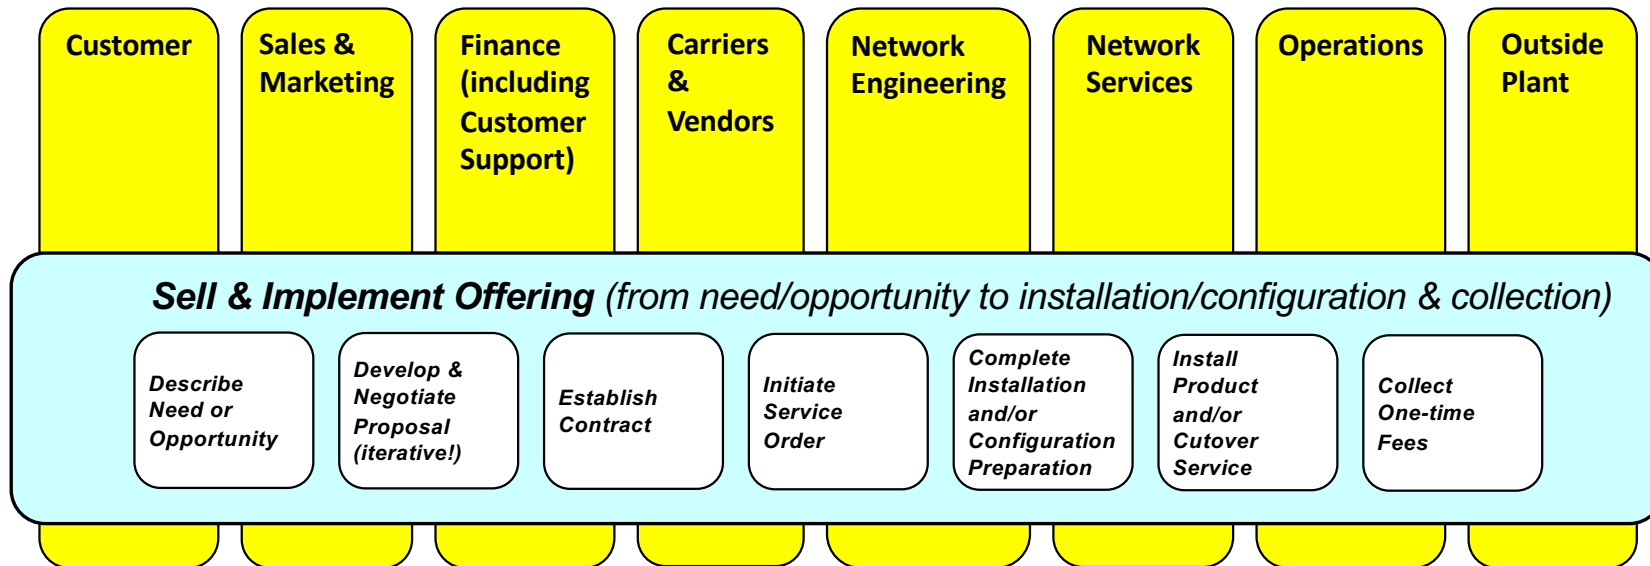 Customer
Sales &
Marketing
Finance
(including
Customer
Support)
Carriers
&
Vendors
Network
Engineering
Network
Services
Operations
Outside
Plant
Sell & Implement Offering (from need/opportunity to installation/configuration & collection)
Describe
Need or
Opportunity
Develop &
Negotiate
Proposal
(iterative!)
Establish
Contract
Initiate
Service
Order
Complete
Installation
and/or
Configuration
Preparation
Install
Product
and/or
Cutover
Service
Collect
One-time
Fees